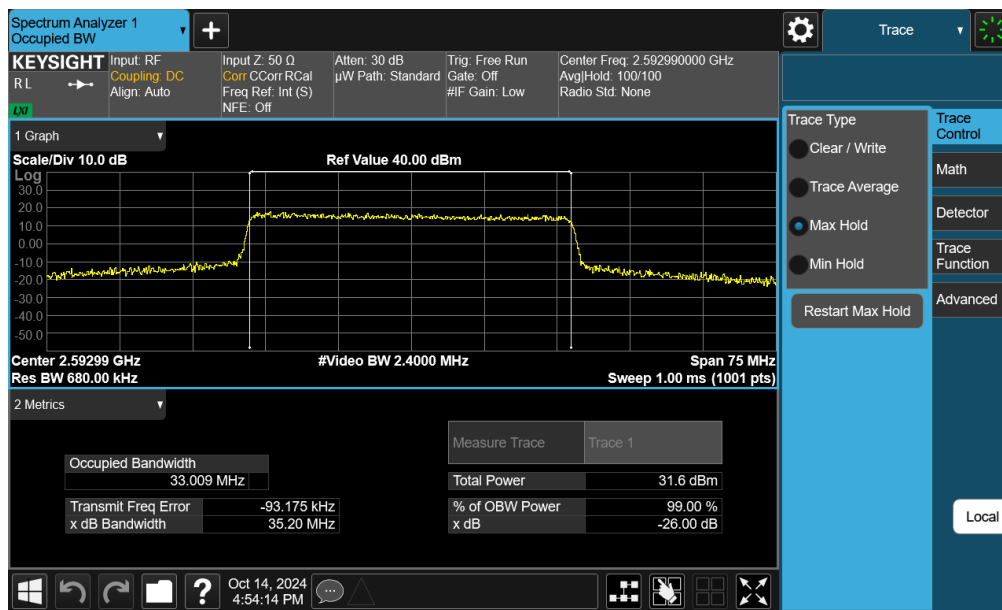 Spectrum Analyzer 1
Occupied BW
Trace
KEYSIGHT
R L
LXI
Input: RF
Coupling: DC
Align: Auto
Input Z: 50 Ω
Corr CCorr RCal
Freq Ref: Int (S)
NFE: Off
Atten: 30 dB
µW Path: Standard
Trig: Free Run
Gate: Off
#IF Gain: Low
Center Freq: 2.592990000 GHz
Avg|Hold: 100/100
Radio Std: None
1 Graph
Scale/Div 10.0 dB
Ref Value 40.00 dBm
Log
30.0
20.0
10.0
0.00
-10.0
-20.0
-30.0
-40.0
-50.0
Center 2.59299 GHz
#Video BW 2.4000 MHz
Span 75 MHz
Res BW 680.00 kHz
Sweep 1.00 ms (1001 pts)
2 Metrics
Measure Trace Trace 1
Occupied Bandwidth
33.009 MHz
Total Power 31.6 dBm
Transmit Freq Error -93.175 kHz
% of OBW Power 99.00 %
x dB Bandwidth 35.20 MHz
x dB -26.00 dB
Trace Type
Clear / Write
Trace Average
Max Hold
Min Hold
Restart Max Hold
Trace
Control
Math
Detector
Trace
Function
Advanced
Local
?
Oct 14, 2024
4:54:14 PM